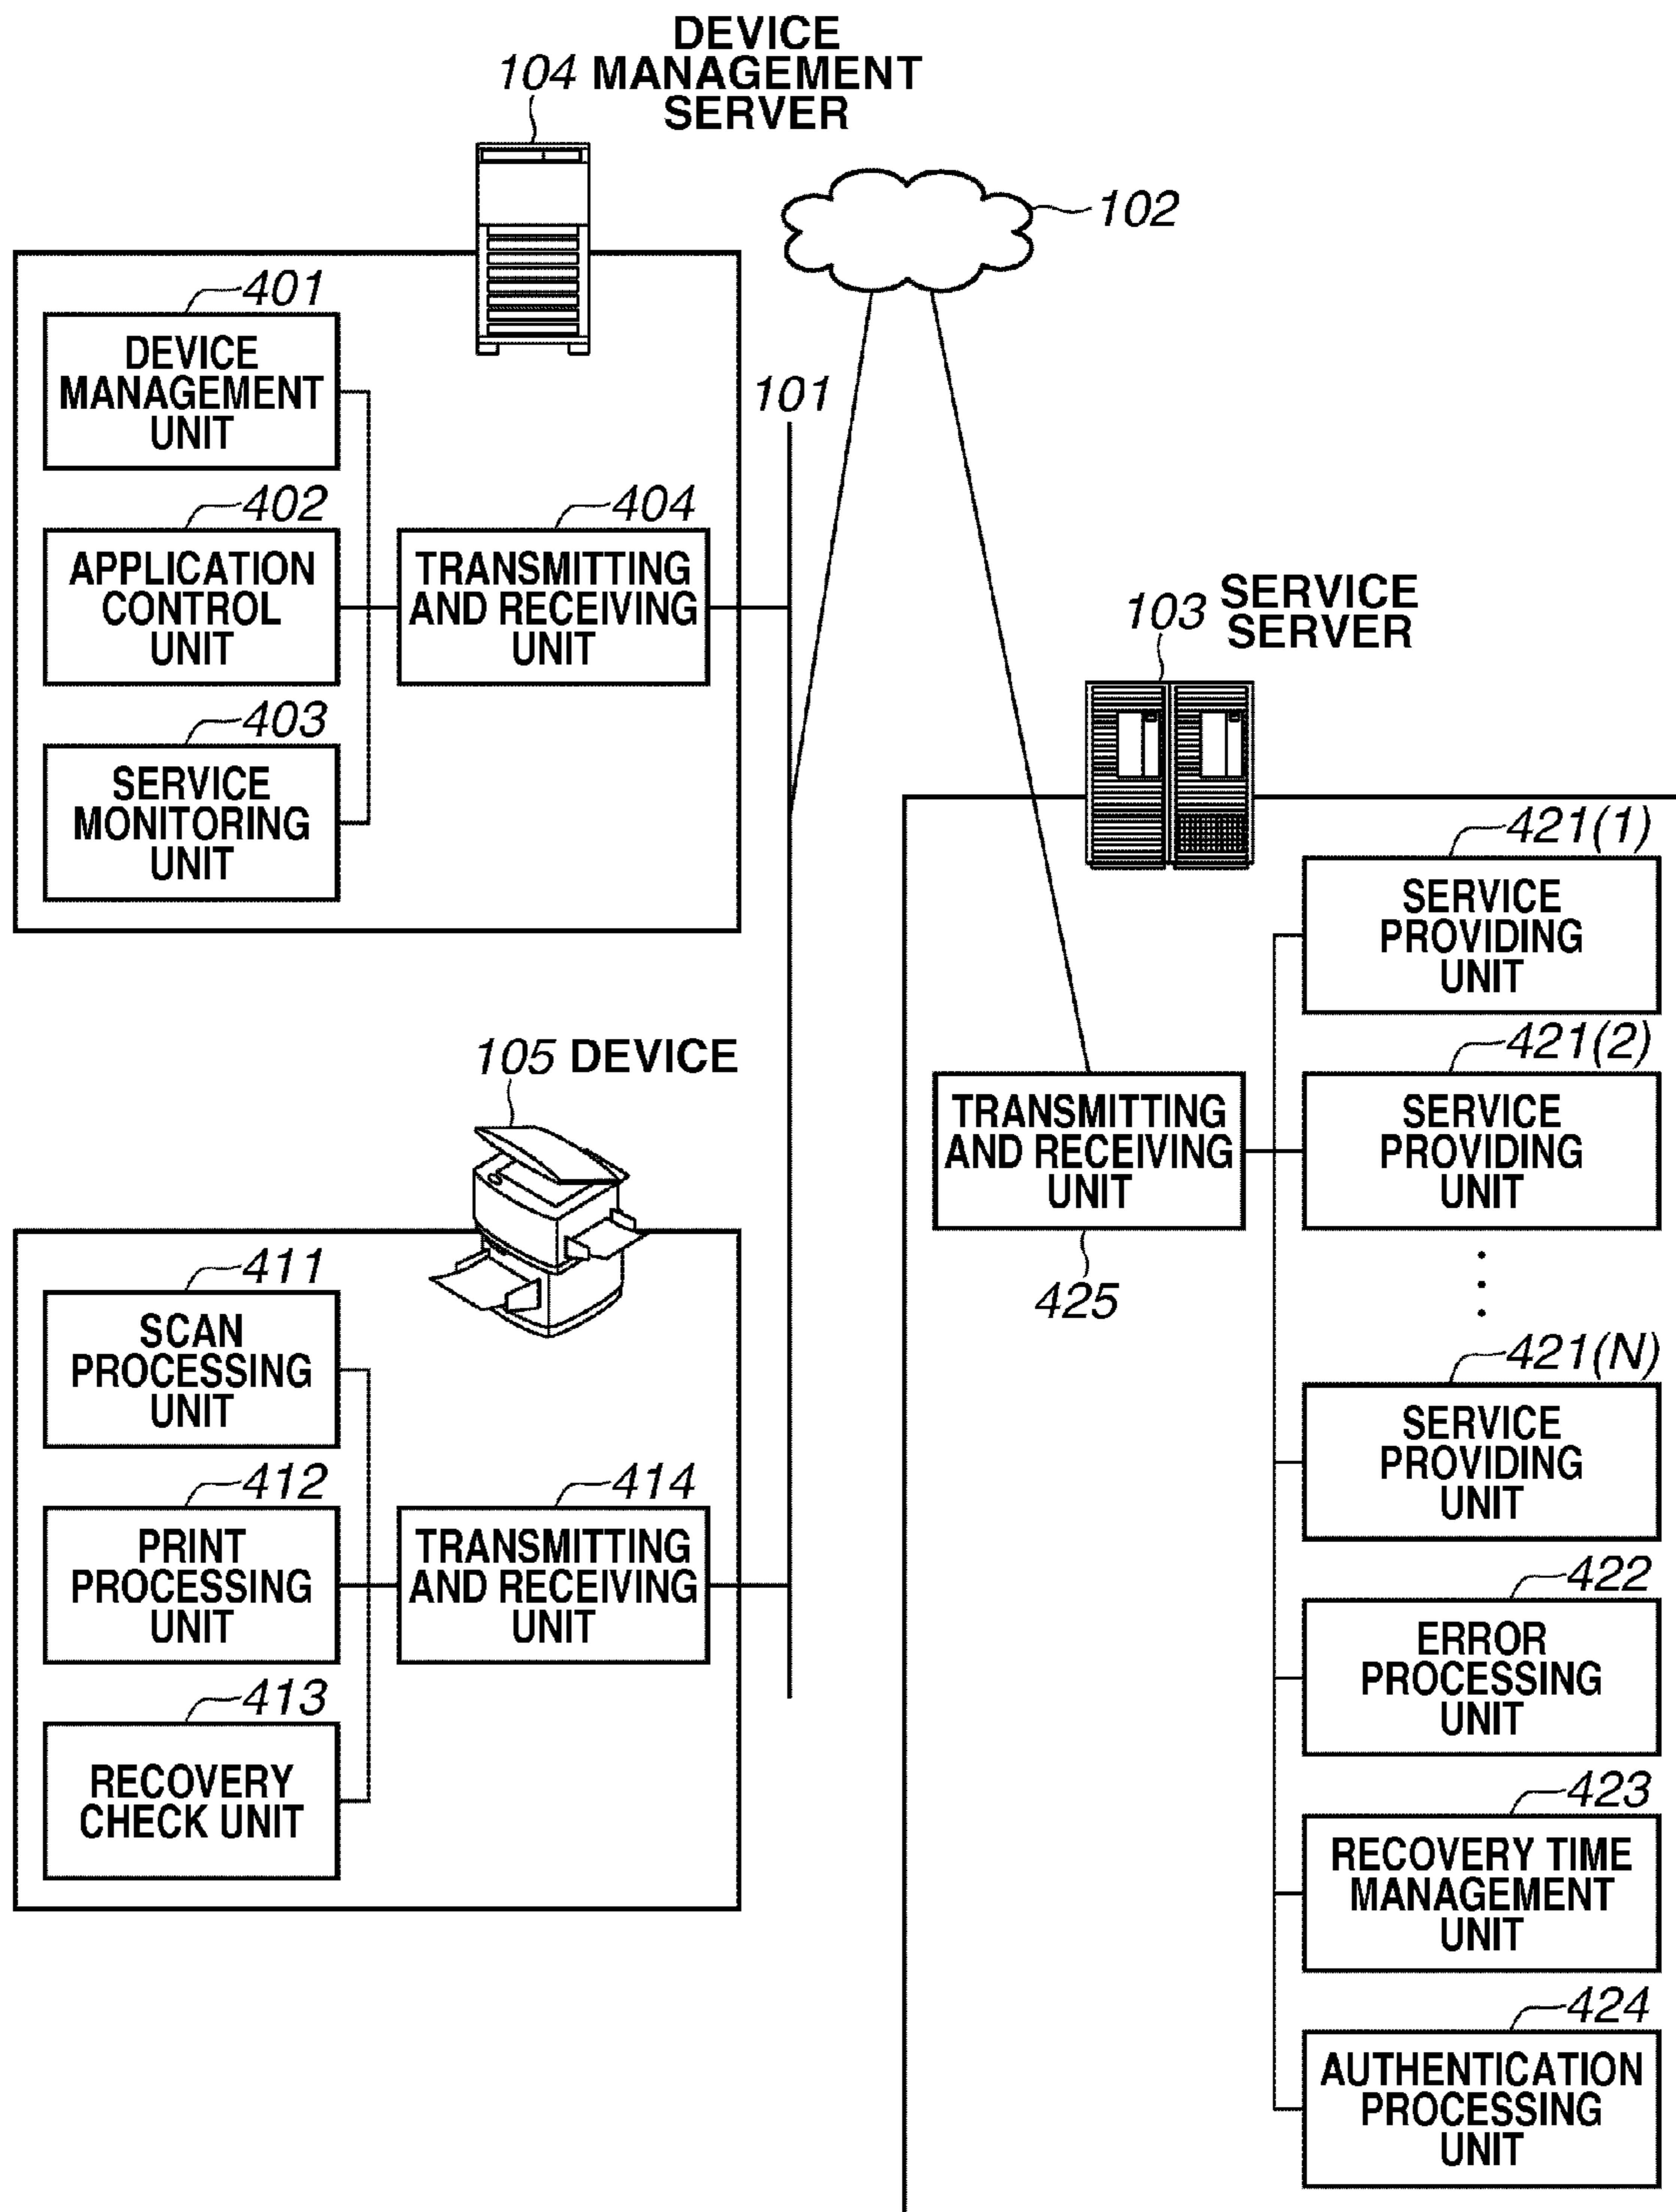 DEVICE
104 MANAGEMENT
SERVER
102
401
DEVICE
MANAGEMENT
UNIT
101
402
APPLICATION
CONTROL
UNIT
404
TRANSMITTING
AND RECEIVING
UNIT
403
SERVICE
MONITORING
UNIT
103 SERVICE
SERVER
421(1)
SERVICE
PROVIDING
UNIT
421(2)
SERVICE
PROVIDING
UNIT
TRANSMITTING
AND RECEIVING
UNIT
425
421(N)
SERVICE
PROVIDING
UNIT
422
ERROR
PROCESSING
UNIT
423
RECOVERY TIME
MANAGEMENT
UNIT
424
AUTHENTICATION
PROCESSING
UNIT
105 DEVICE
411
SCAN
PROCESSING
UNIT
412
PRINT
PROCESSING
UNIT
414
TRANSMITTING
AND RECEIVING
UNIT
413
RECOVERY
CHECK UNIT